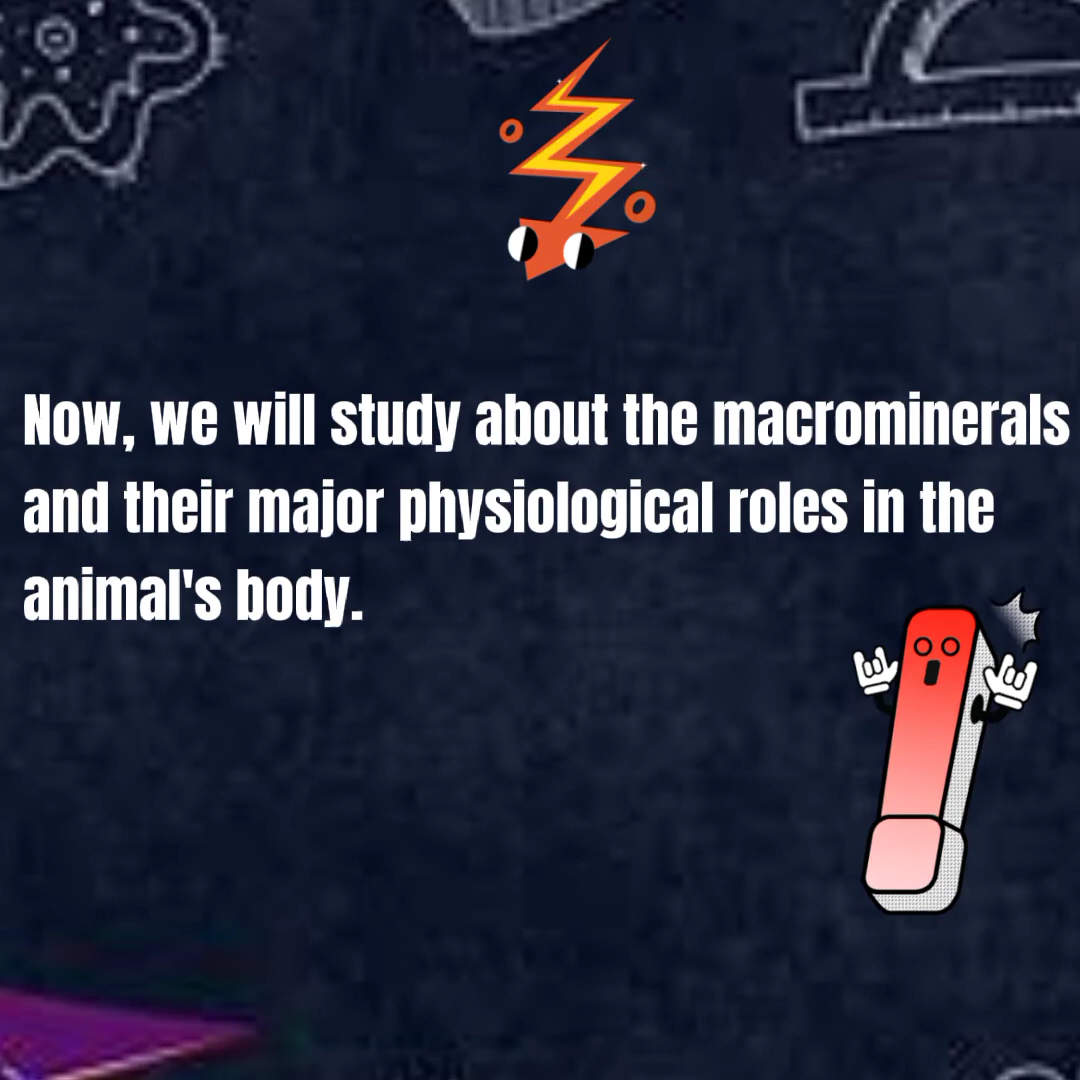 Now, we will study about the macrominerals
and their major physiological roles in the
animal's body.